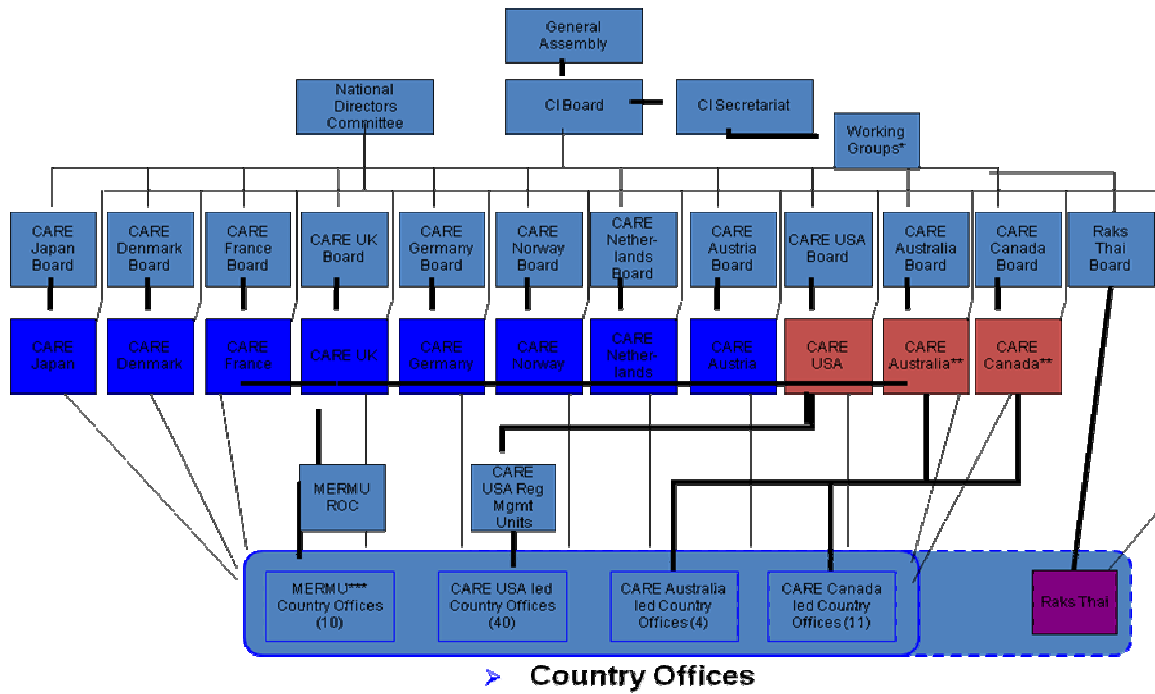 General
Assembly
National
Directors
Committee
CI Board
CI Secretariat
Working
Groups*
CARE
Japan
Board
CARE
Denmark
Board
CARE
France
Board
CARE UK
Board
CARE
Germany
Board
CARE
Norway
Board
CARE
Nether-
lands
Board
CARE
Austria
Board
CARE USA
Board
CARE
Australia
Board
CARE
Canada
Board
Raks
Thai
Board
CARE
Japan
CARE
Denmark
CARE
France
CARE UK
CARE
Germany
CARE
Norway
CARE
Nether-
lands
CARE
Austria
CARE
USA
CARE
Australia**
CARE
Canada**
MERMU
ROC
CARE
USA Reg
Mgmt
Units
MERMU***
Country Offices
(10)
CARE USA led
Country Offices
(40)
CARE Australia
led Country
Offices (4)
CARE Canada
led Country
Offices (11)
Raks Thai
➢ Country Offices